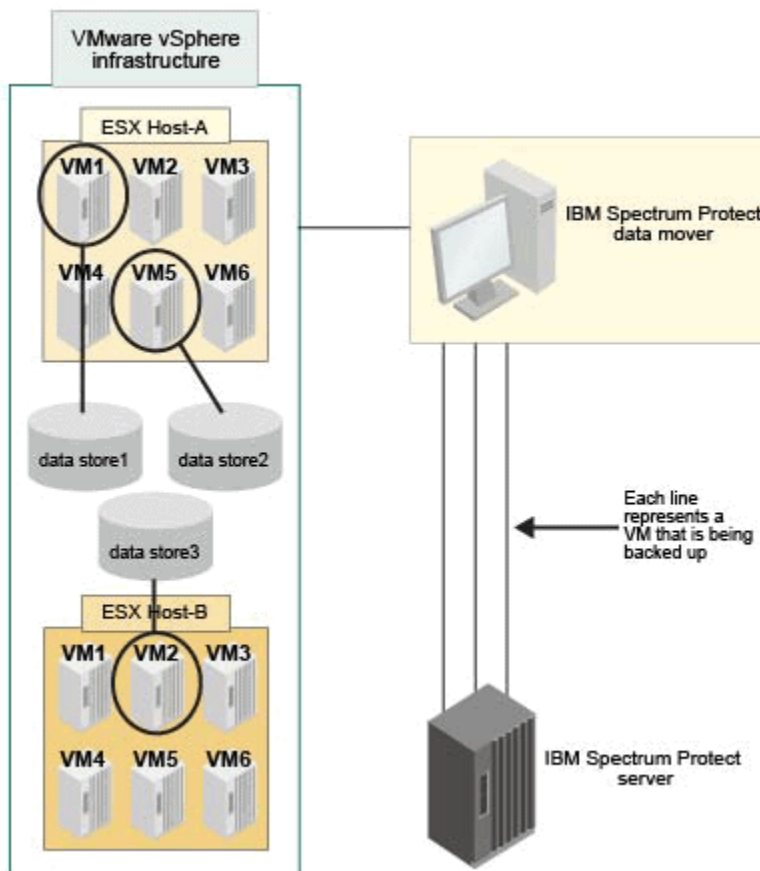 VMware vSphere
infrastructure
ESX Host-A
VM1 VM2 VM3
VM4 VM5 VM6
data store1 data store2
data store3
ESX Host-B
VM1 VM2 VM3
VM4 VM5 VM6
IBM Spectrum Protect
data mover
Each line
represents a
VM that is being
backed up
IBM Spectrum Protect
server